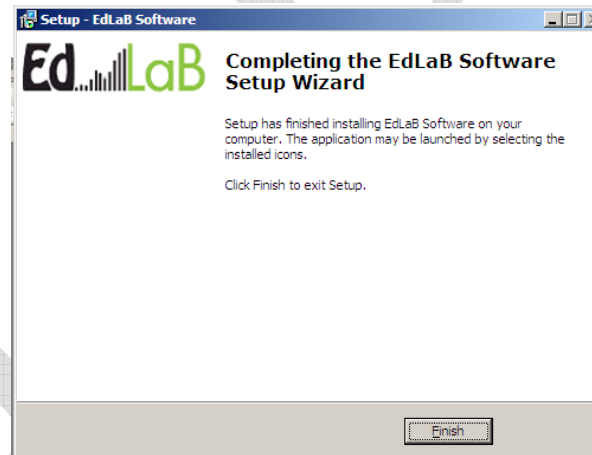 Setup - EdLaB Software
Ed...LaB
Completing the EdLaB Software
Setup Wizard
Setup has finished installing EdLaB Software on your
computer. The application may be launched by selecting the
installed icons.
Click Finish to exit Setup.
Finish